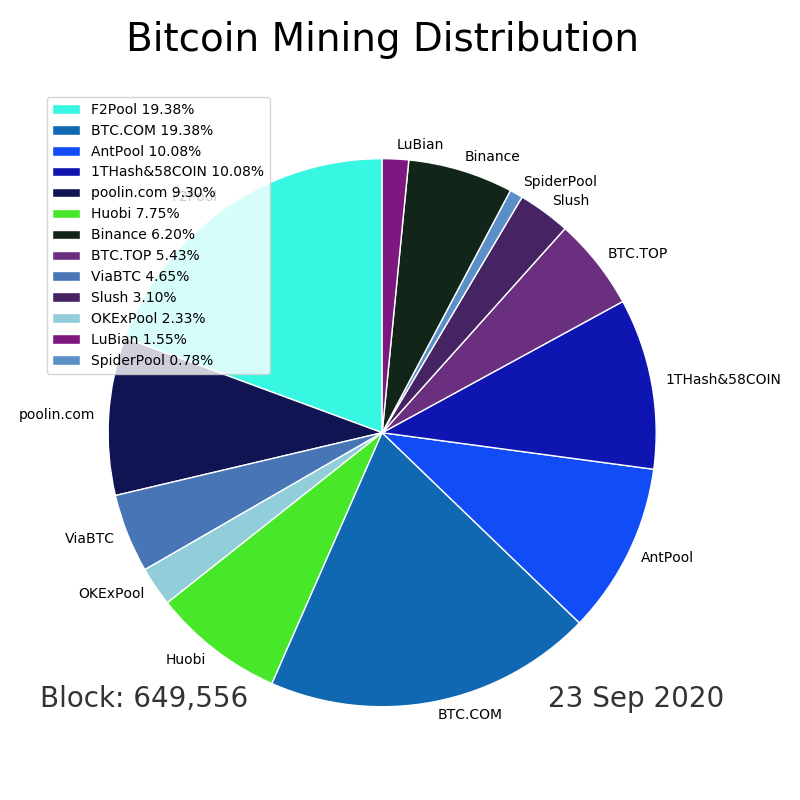 Bitcoin Mining Distribution
F2Pool 19.38%
BTC.COM 19.38%
AntPool 10.08%
1THash&58COIN 10.08%
poolin.com 9.30%
Huobi 7.75%
Binance 6.20%
BTC.TOP 5.43%
ViaBTC 4.65%
Slush 3.10%
OKExPool 2.33%
LuBian 1.55%
SpiderPool 0.78%
F2Pool
LuBian
Binance
SpiderPool
Slush
BTC.TOP
1THash&58COIN
AntPool
BTC.COM
Huobi
OKExPool
ViaBTC
poolin.com
Block: 649,556
23 Sep 2020